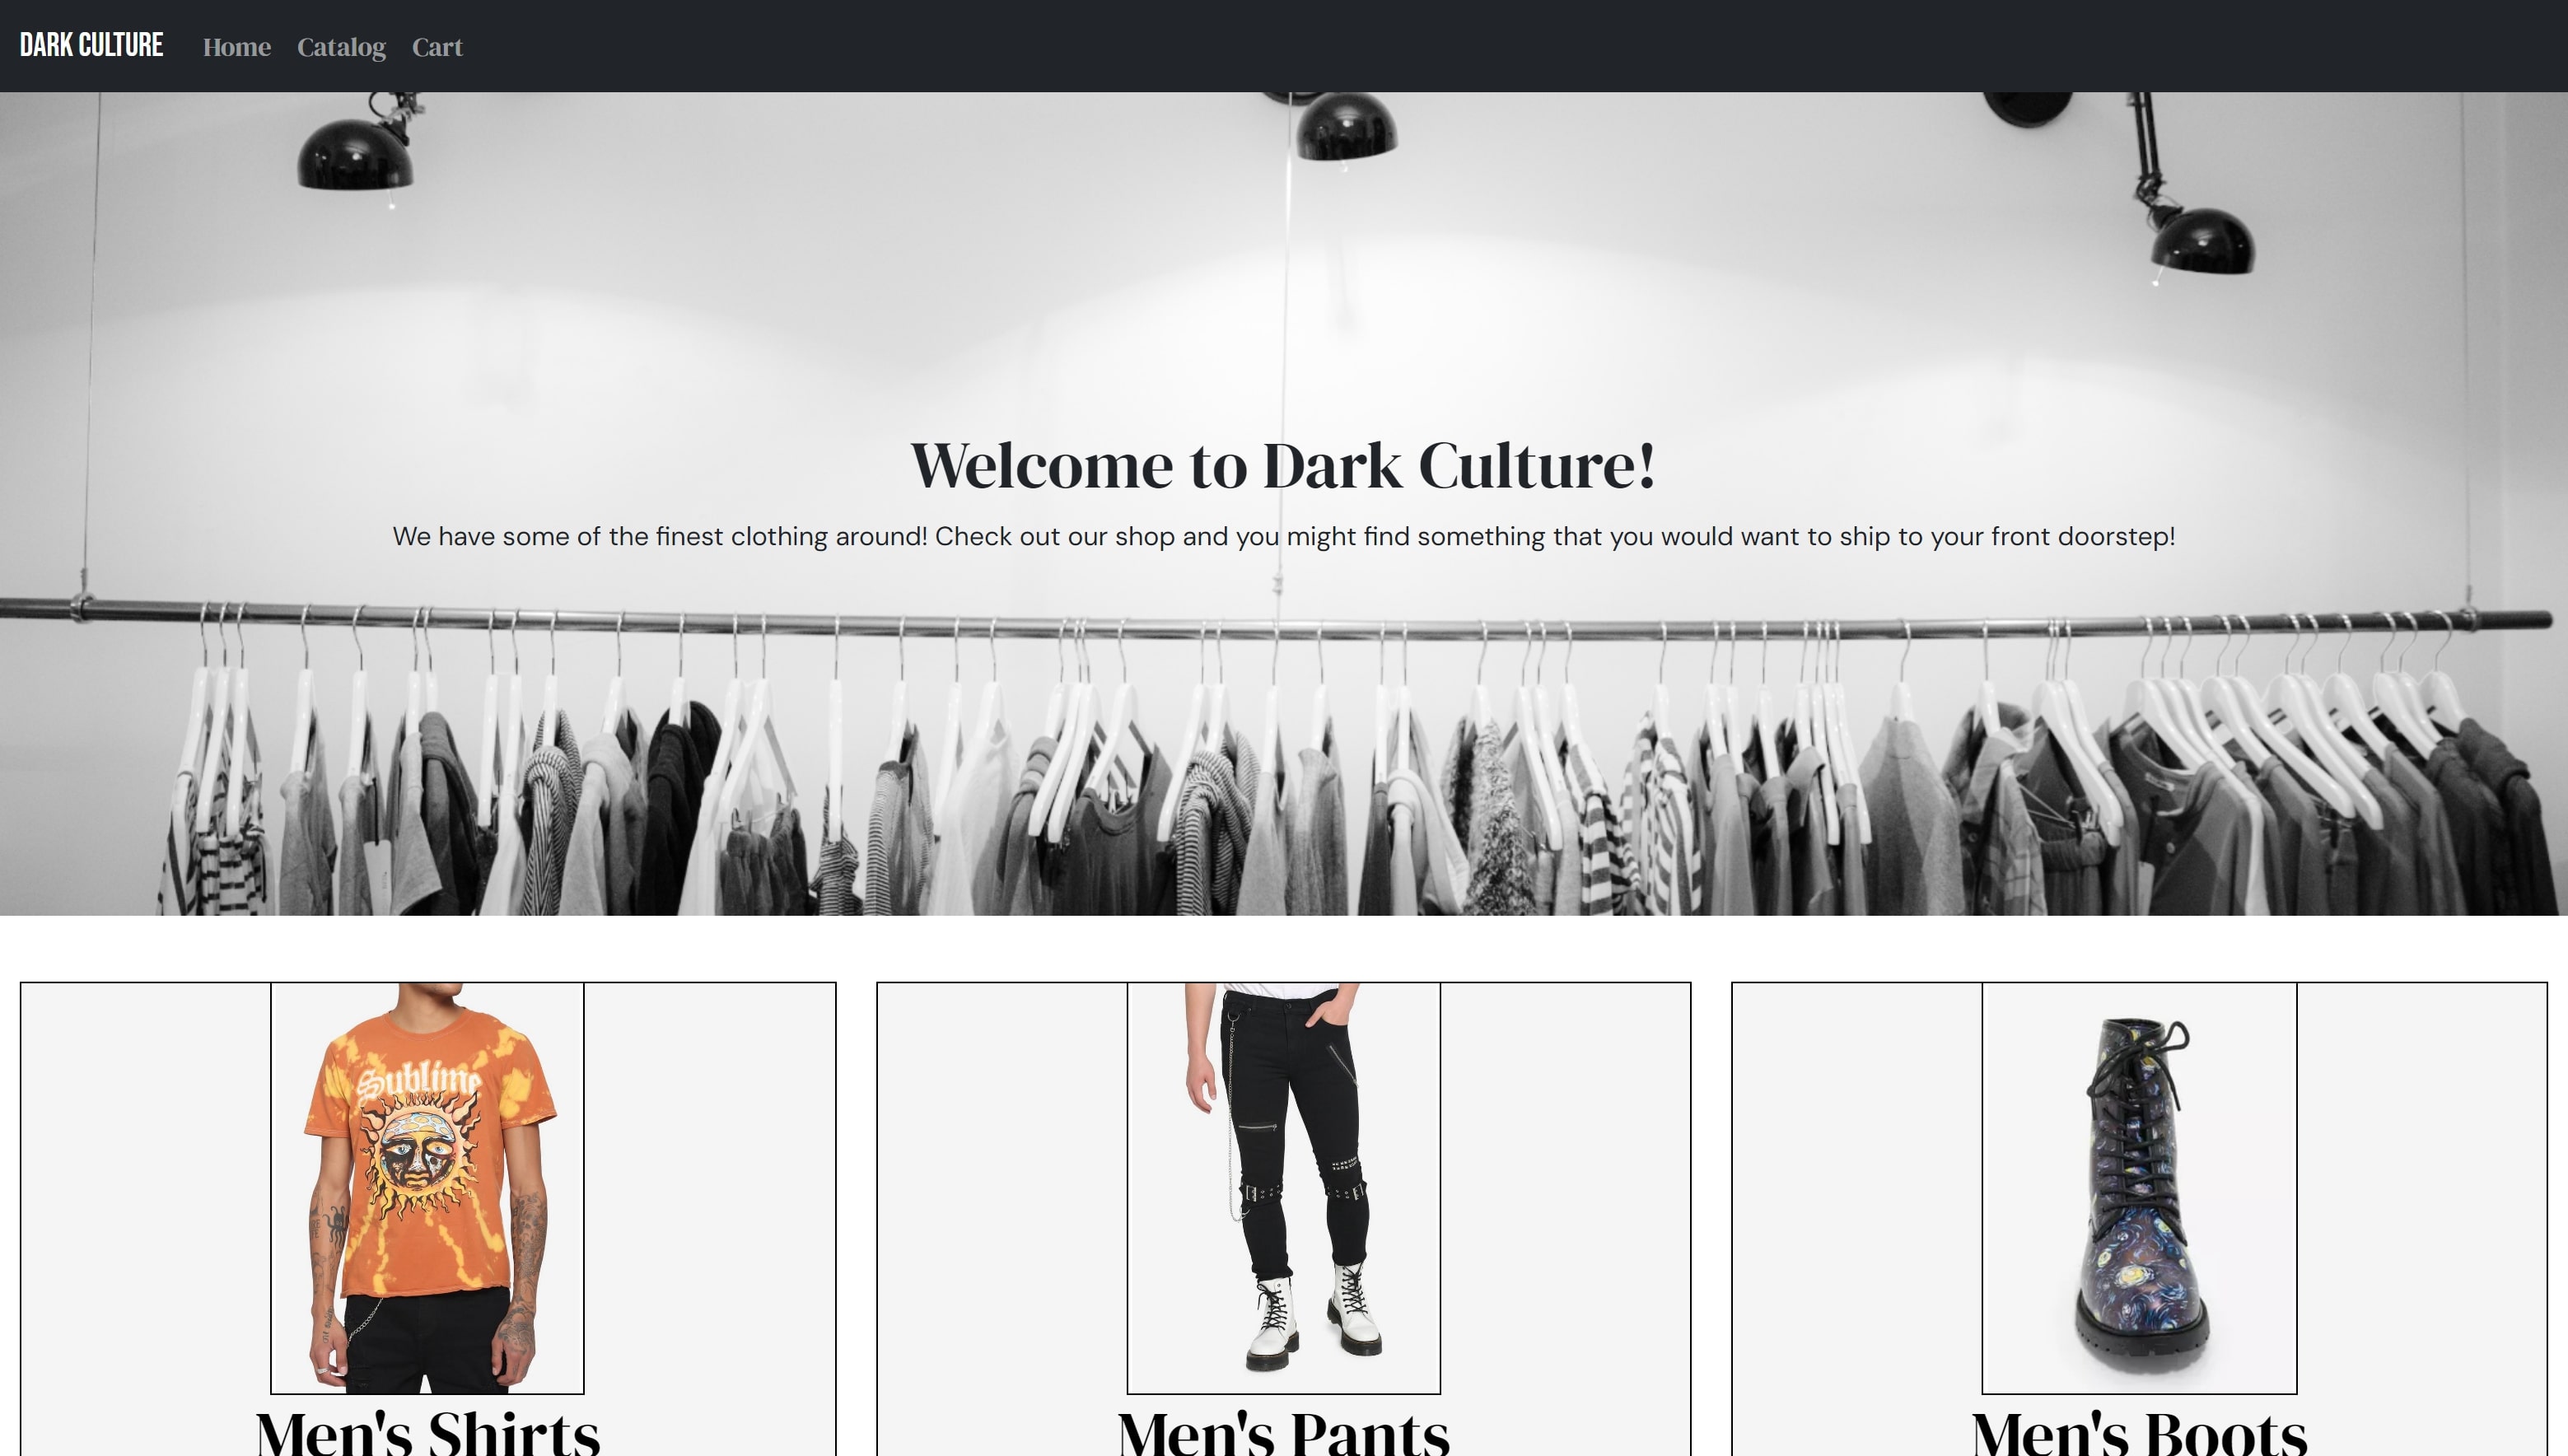 DARK CULTURE Home Catalog Cart
Welcome to Dark Culture!
We have some of the finest clothing around! Check out our shop and you might find something that you would want to ship to your front doorstep!
Sublime
Men's Shirts
Men's Pants
Men's Boots